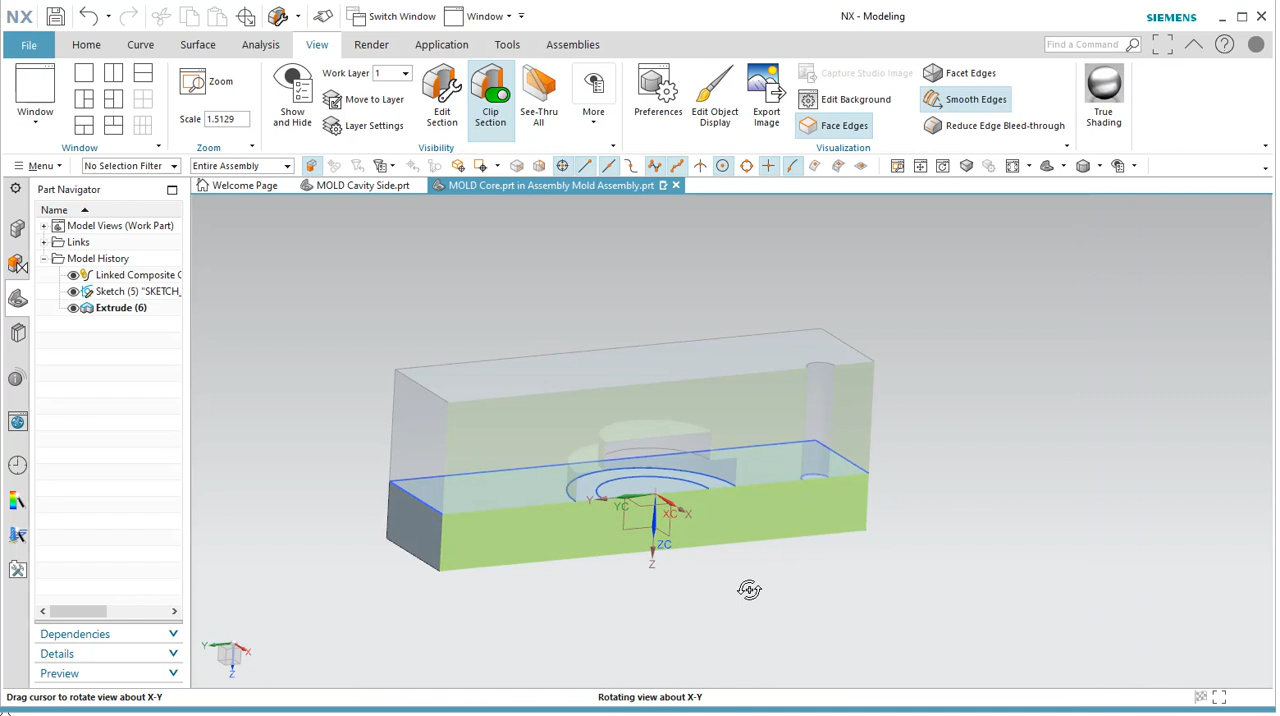 NX Switch Window Window NX - Modeling SIEMENS
File Home Curve Surface Analysis View Render Application Tools Assemblies Find a Command
Window
Zoom
Scale 1.5129
Show and Hide
Work Layer 1
Move to Layer
Layer Settings
Edit Section
Clip Section
See-Thru All
More
Preferences
Edit Object Display
Export Image
Capture Studio Image
Edit Background
Face Edges
Facet Edges
Smooth Edges
Reduce Edge Bleed-through
True Shading
Window Zoom Visibility Visualization
Menu No Selection Filter Entire Assembly
Part Navigator
Welcome Page MOLD Cavity Side.prt MOLD Core.prt in Assembly Mold Assembly.prt
Name
Model Views (Work Part)
Links
Model History
Linked Composite C
Sketch (5) "SKETCH_
Extrude (6)
Y YC XC X
ZC
Z
Dependencies
Details
Preview
Y X
Z
Drag cursor to rotate view about X-Y Rotating view about X-Y